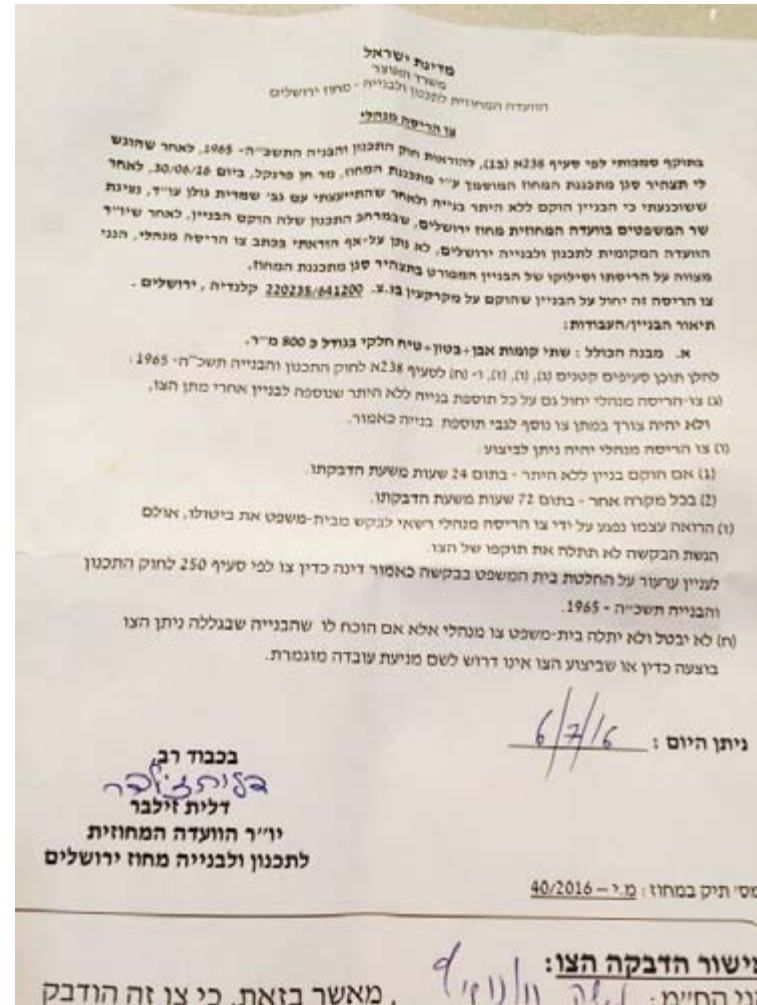 מדינת ישראל
משרד האוצר
הוועדה המחוזית לתכנון ולבנייה - מחוז ירושלים
צו הריסה מנהלי
בתוקף סמכותי לפי סעיף 238א (ב1), להוראות חוק התכנון והבניה התשכ"ה- 1965, לאחר שהוגש
לי תצהיר סגן מתכננת המחוז המוסמך ע"י מתכננת המחוז, מר חן פרנקל, ביום 30/06/16, לאחר
ששוכנעתי כי הבניין הוקם ללא היתר בנייה ולאחר שהתייעצתי עם גב' שמרית גולן עו"ד, נציגת
שר המשפטים בוועדה המחוזית מחוז ירושלים, שבמרחב התכנון שלה הוקם הבניין, לאחר שיו"ר
הוועדה המקומית לתכנון ולבנייה ירושלים, לא נתן על-אף הוראתי בכתב צו הריסה מנהלי, הנני
מצווה על הריסתו וסילוקו של הבניין המפורט בתצהיר סגן מתכננת המחוז.
צו הריסה זה יחול על הבניין שהוקם על מקרקעין בנ.צ. 220235/641200 קלנדיה , ירושלים .
תיאור הבניין/העבודות:
א. מבנה הכולל : שתי קומות אבן+בטון+טיח חלקי בגודל כ 800 מ"ר.
להלן תוכן סעיפים קטנים (ג), (ו), (ז), ו- (ח) לסעיף 238א לחוק התכנון והבנייה תשכ"ה- 1965 :
(ג) צו-הריסה מנהלי יחול גם על כל תוספת בנייה ללא היתר שנוספה לבניין אחרי מתן הצו,
ולא יהיה צורך במתן צו נוסף לגבי תוספת בנייה כאמור.
(ו) צו הריסה מנהלי יהיה ניתן לביצוע
(1) אם הוקם בניין ללא היתר - בתום 24 שעות משעת הדבקתו.
(2) בכל מקרה אחר - בתום 72 שעות משעת הדבקתו.
(ז) הרואה עצמו נפגע על ידי צו הריסה מנהלי רשאי לבקש מבית-משפט את ביטולו, אולם
הגשת הבקשה לא תתלה את תוקפו של הצו.
לעניין ערעור על החלטת בית המשפט בבקשה כאמור דינה כדין צו לפי סעיף 250 לחוק התכנון
והבנייה תשכ"ה - 1965.
(ח) לא יבטל ולא יתלה בית-משפט צו מנהלי אלא אם הוכח לו שהבנייה שבגללה ניתן הצו
בוצעה כדין או שביצוע הצו אינו דרוש לשם מניעת עובדה מוגמרת.
ניתן היום : 6/7/16
בכבוד רב,
דלית זילבר
דלית זילבר
יו"ר הוועדה המחוזית
לתכנון ולבנייה מחוז ירושלים
מס' תיק במחוז : מ.י – 40/2016
אישור הדבקה הצו:
אני הח"מ
, מאשר בזאת, כי צו זה הודבק